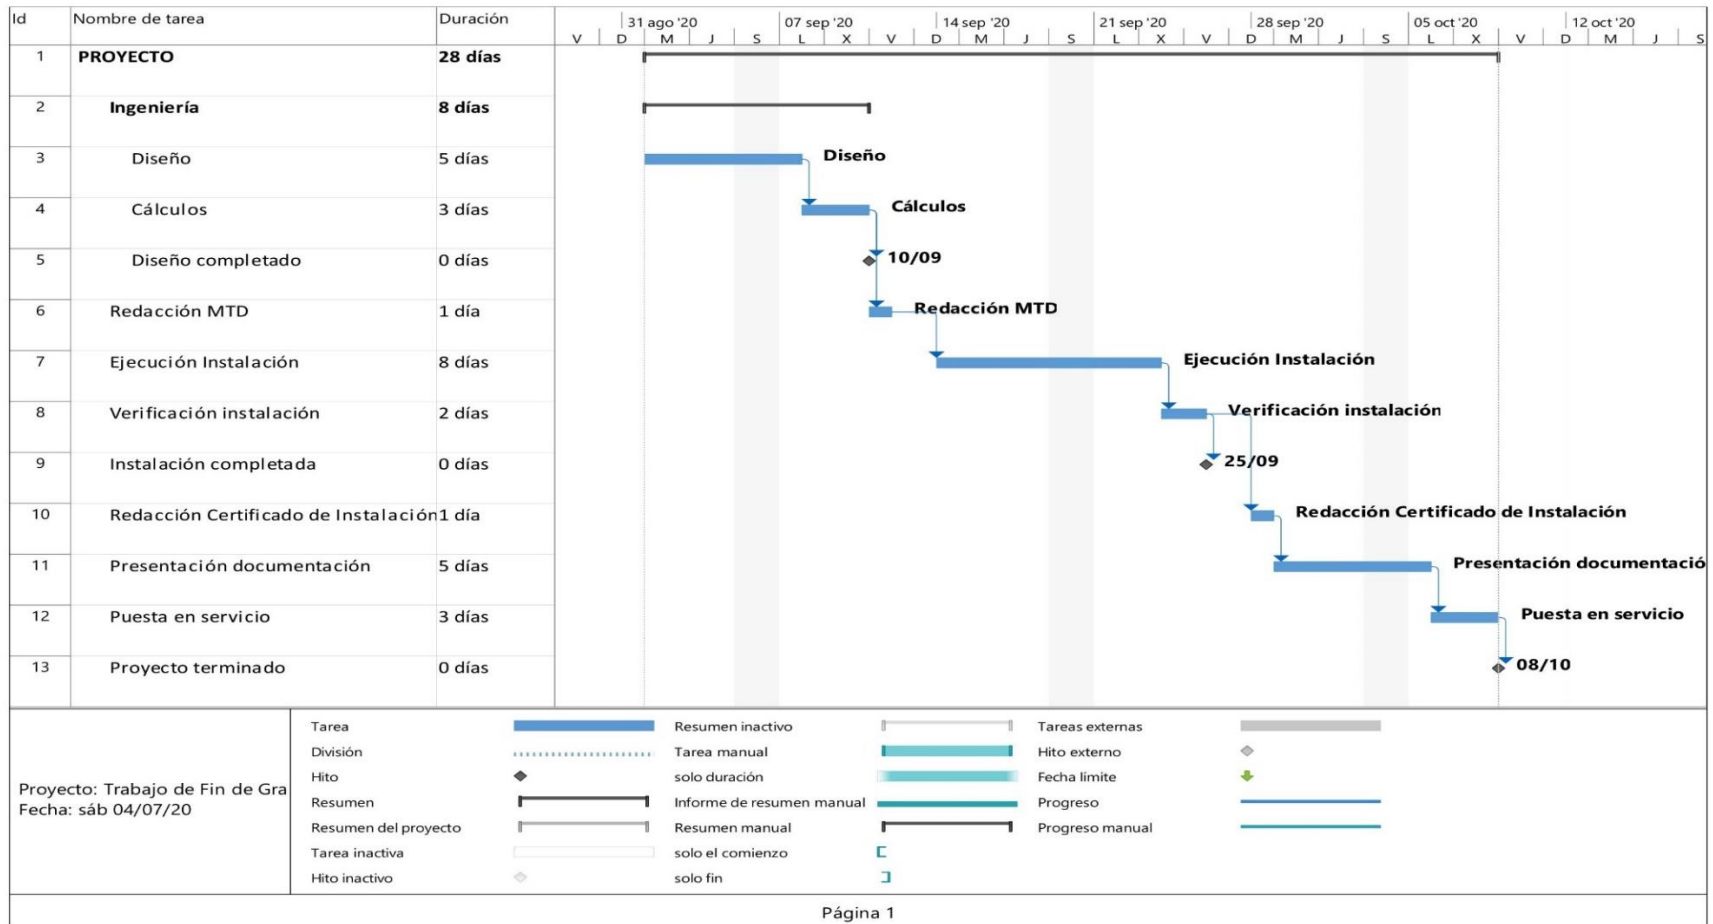 Id Nombre de tarea Duración 31 ago '20 07 sep '20 14 sep '20 21 sep '20 28 sep '20 05 oct '20 12 oct '20
V D M J S L X V D M J S L X V D M J S L X V D M J S
1 PROYECTO 28 días
2 Ingeniería 8 días
3 Diseño 5 días Diseño
4 Cálculos 3 días Cálculos
5 Diseño completado 0 días 10/09
6 Redacción MTD 1 día Redacción MTD
7 Ejecución Instalación 8 días Ejecución Instalación
8 Verificación instalación 2 días Verificación instalación
9 Instalación completada 0 días 25/09
10 Redacción Certificado de Instalación 1 día Redacción Certificado de Instalación
11 Presentación documentación 5 días Presentación documentació
12 Puesta en servicio 3 días Puesta en servicio
13 Proyecto terminado 0 días 08/10
Proyecto: Trabajo de Fin de Gra
Fecha: sáb 04/07/20
Tarea
División
Hito
Resumen
Resumen del proyecto
Tarea inactiva
Hito inactivo
Resumen inactivo
Tarea manual
solo duración
Informe de resumen manual
Resumen manual
solo el comienzo
solo fin
Tareas externas
Hito externo
Fecha límite
Progreso
Progreso manual
Página 1